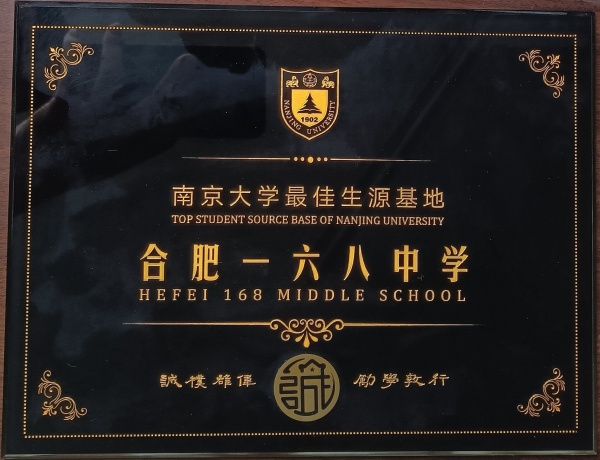 NANJING UNIVERSITY
1902
南京大学最佳生源基地
TOP STUDENT SOURCE BASE OF NANJING UNIVERSITY
合肥一六八中学
HEFEI 168 MIDDLE SCHOOL
誠樸雄偉 誠 勵學敦行